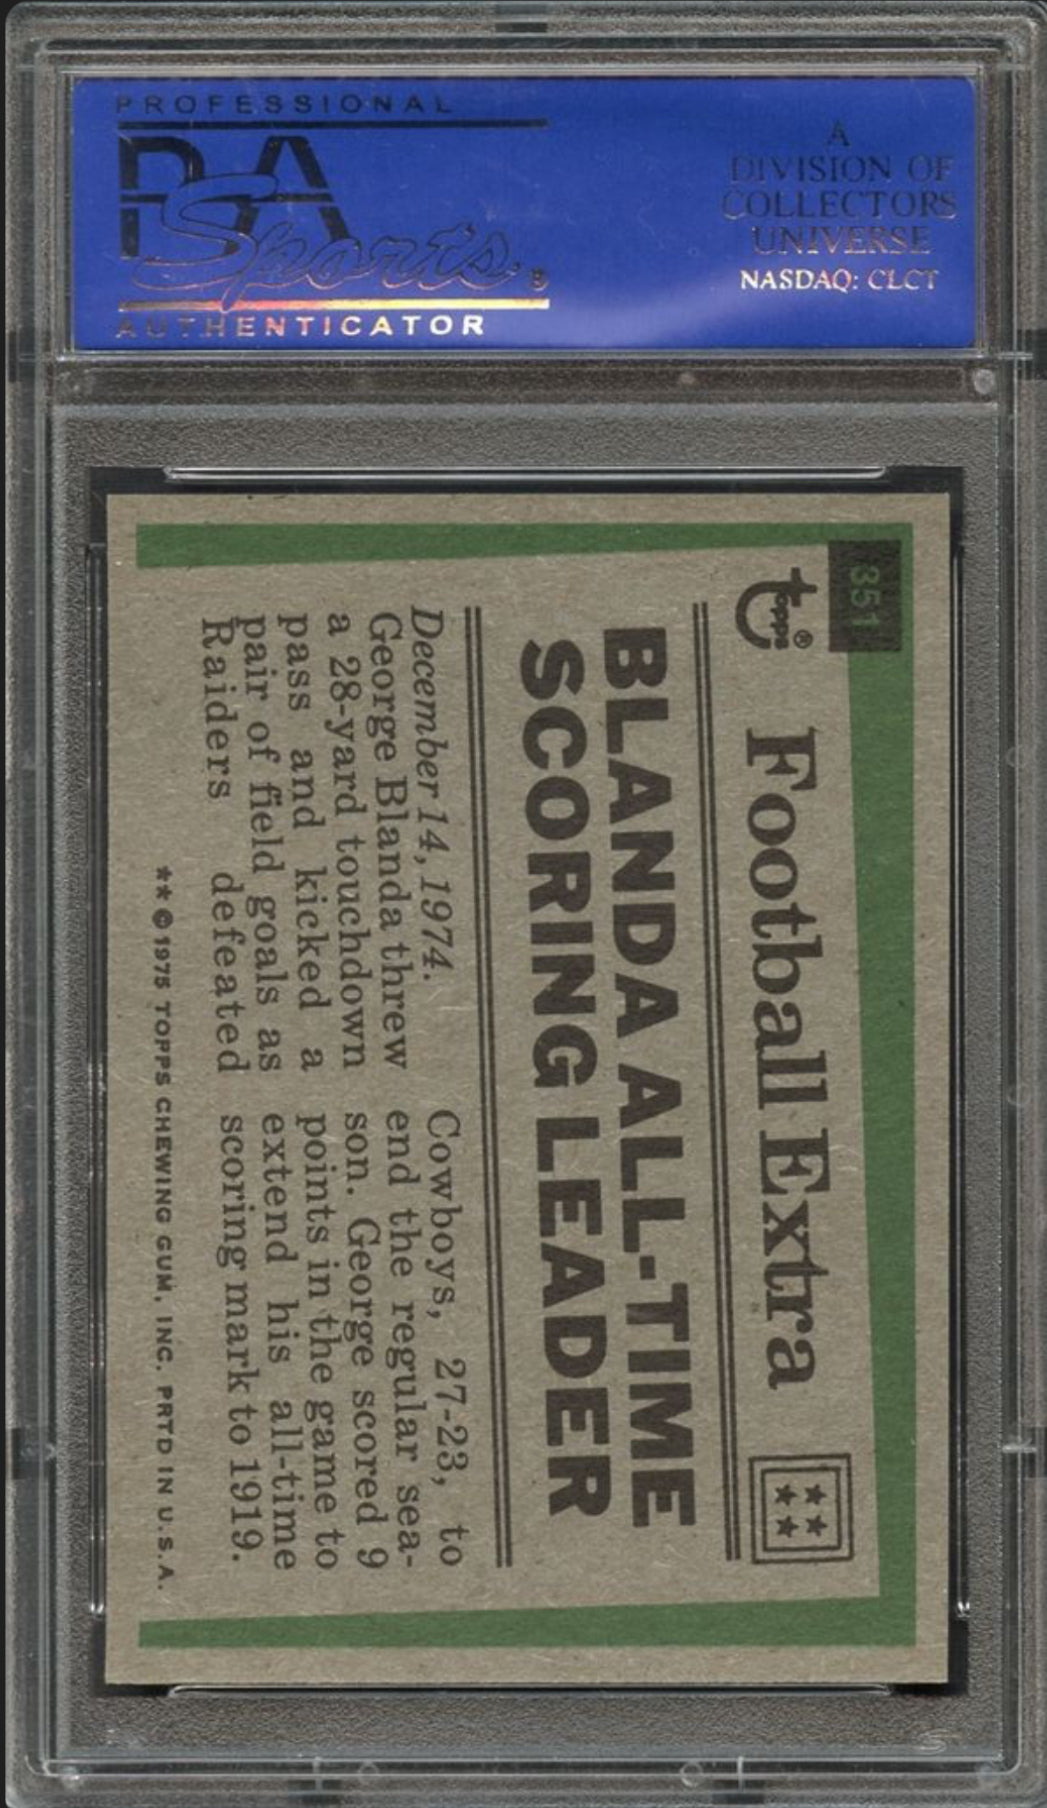 PROFESSIONAL
PSA
Sports®
AUTHENTICATOR
A
DIVISION OF
COLLECTORS
UNIVERSE
NASDAQ: CLCT
351
topps®
Football Extra
BLANDA ALL-TIME
SCORING LEADER
December 14, 1974.
George Blanda threw
a 28-yard touchdown
pass and kicked a
pair of field goals as
Raiders defeated
Cowboys, 27-23, to
end the regular sea-
son. George scored 9
points in the game to
extend his all-time
scoring mark to 1919.
**©1975 TOPPS CHEWING GUM, INC. PRTD IN U.S.A.